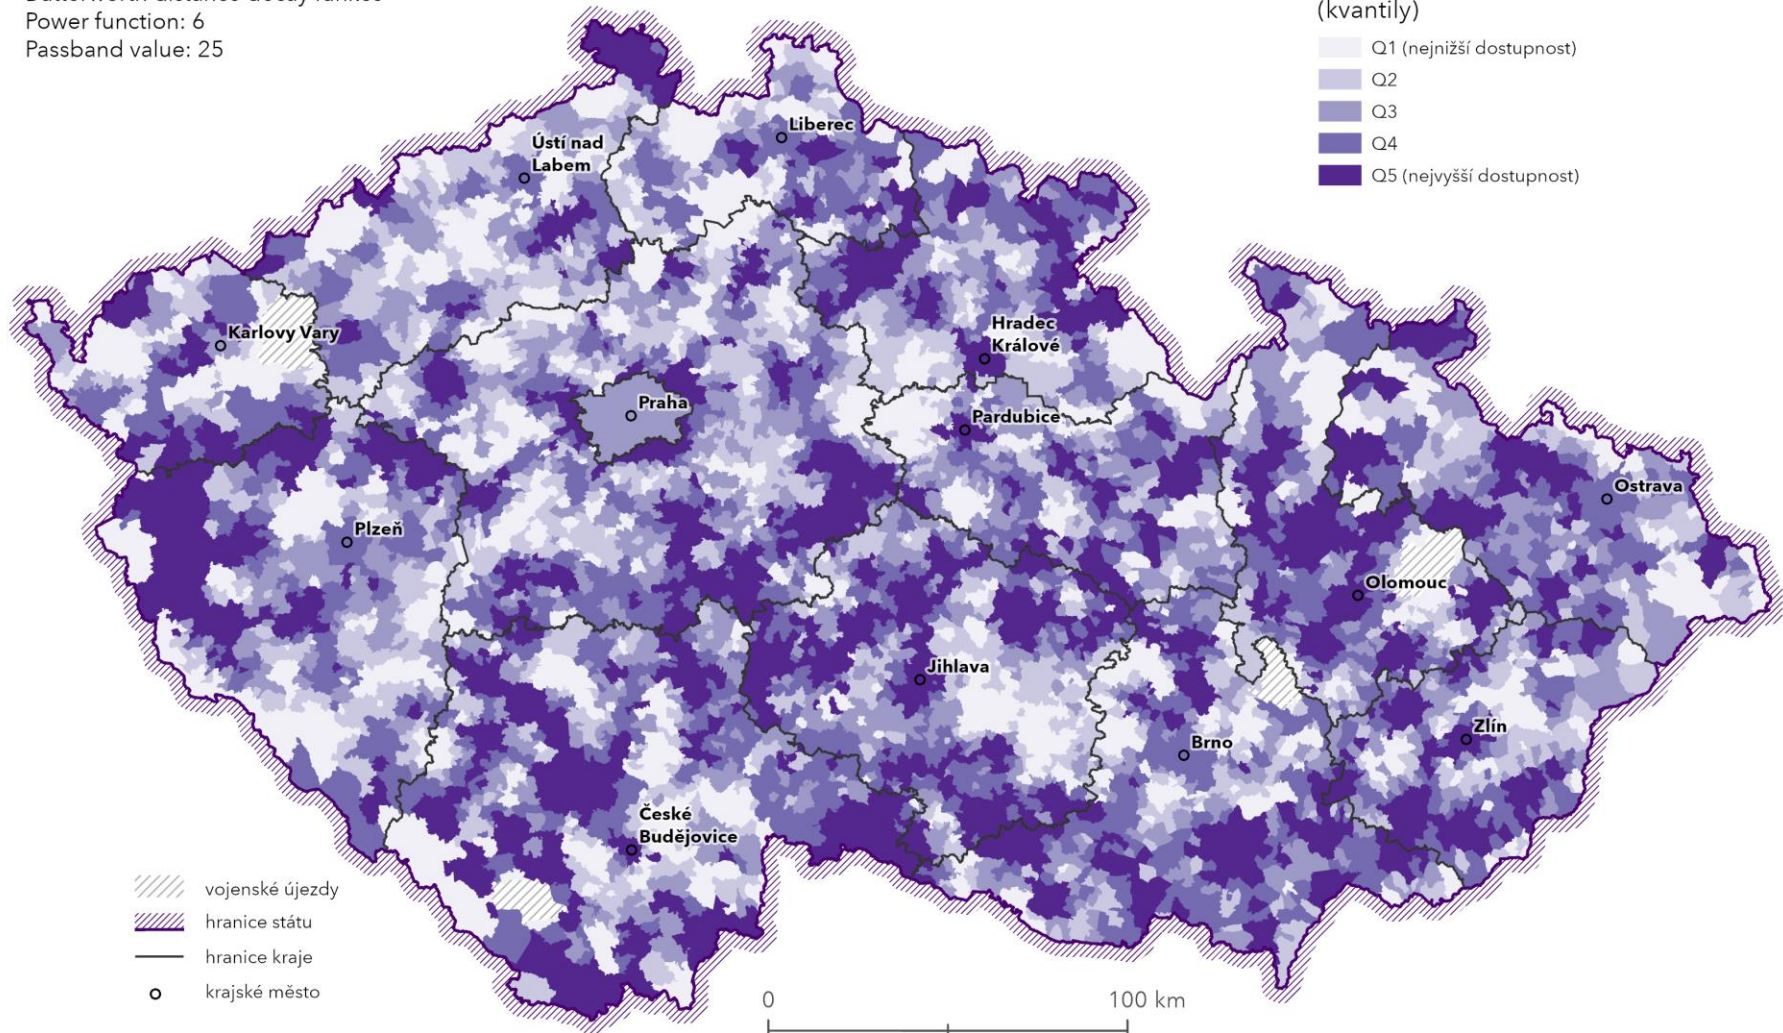 Power function: 6
Passband value: 25
(kvantily)
Q1 (nejnižší dostupnost)
Q2
Q3
Q4
Q5 (nejvyšší dostupnost)
Liberec
Ústí nad
Labem
Karlovy Vary
Hradec
Králové
Praha
Pardubice
Ostrava
Plzeň
Olomouc
Jihlava
Zlín
Brno
České
Budějovice
vojenské újezdy
hranice státu
hranice kraje
krajské město
0
100 km